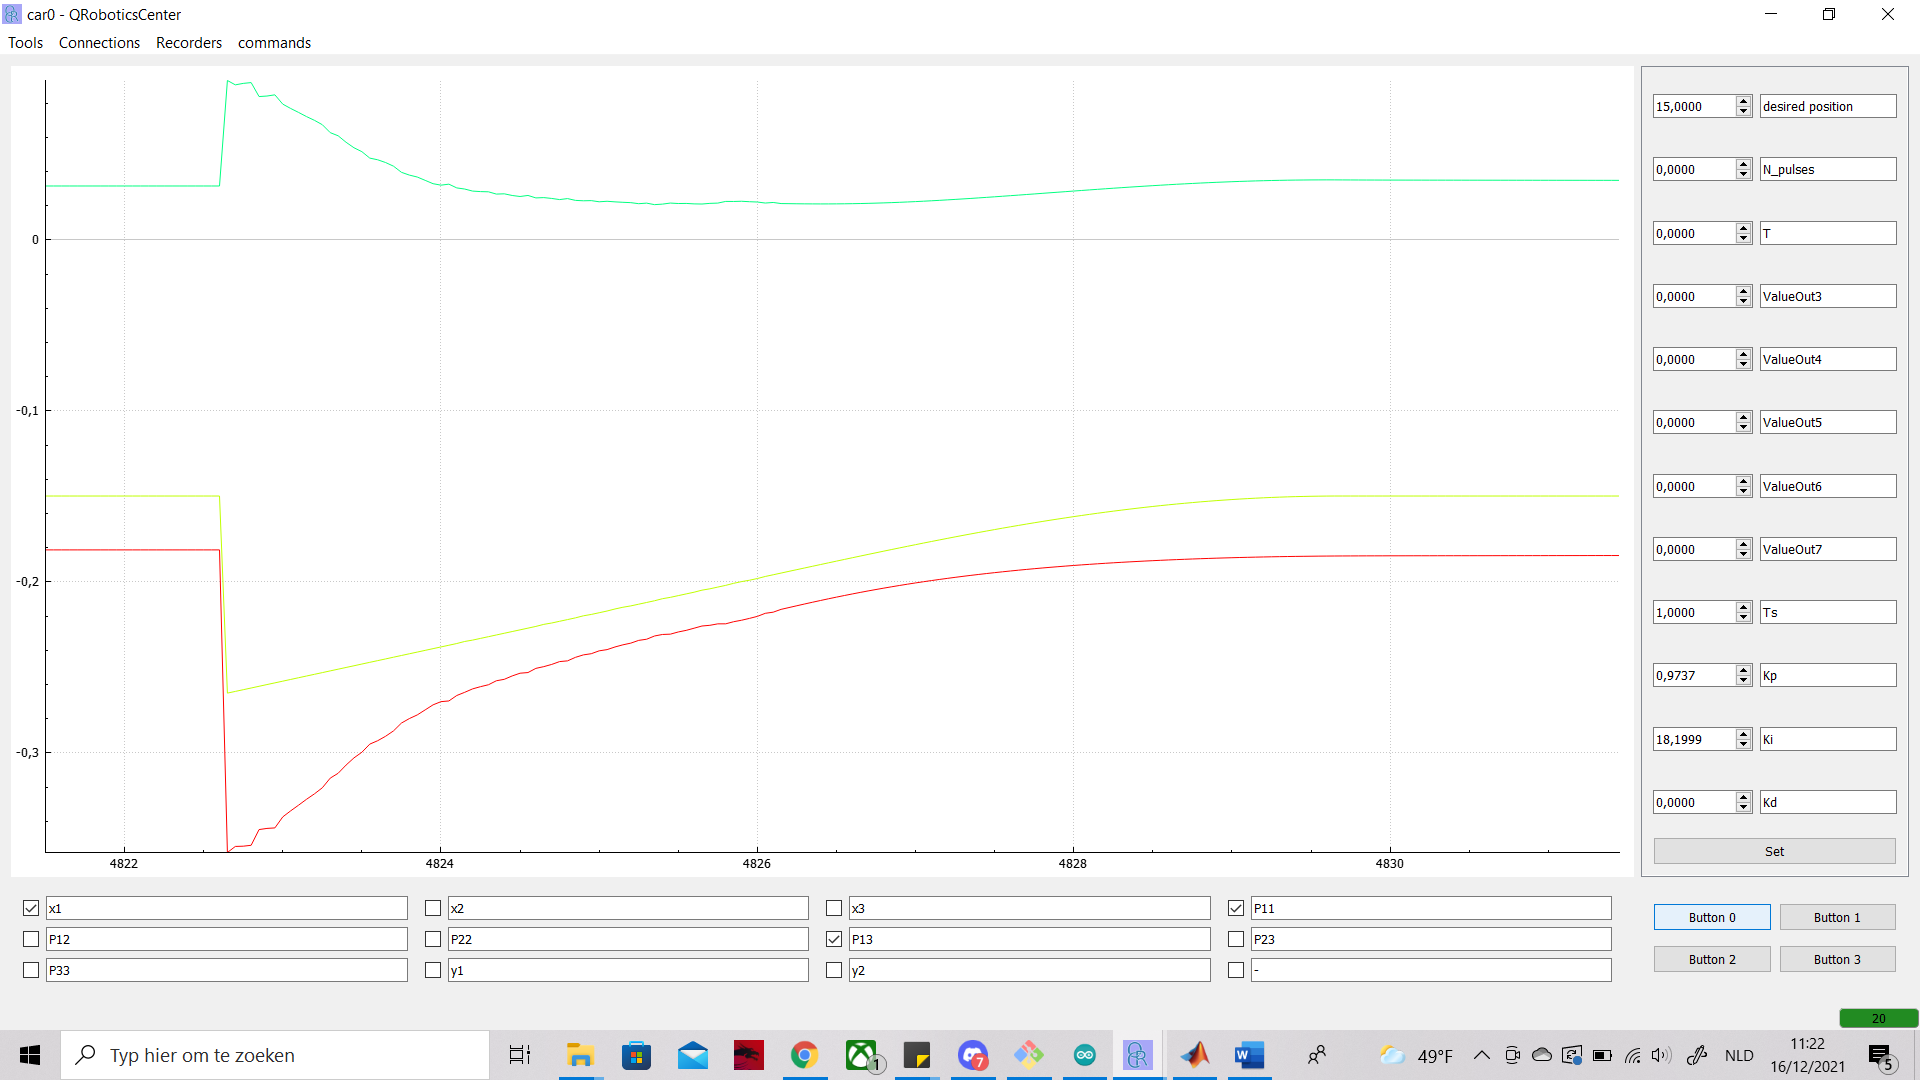 car0 - QRoboticsCenter
Tools Connections Recorders commands
0
-0,1
-0,2
-0,3
4822 4824 4826 4828 4830
15,0000 desired position
0,0000 N_pulses
0,0000 T
0,0000 ValueOut3
0,0000 ValueOut4
0,0000 ValueOut5
0,0000 ValueOut6
0,0000 ValueOut7
1,0000 Ts
0,9737 Kp
18,1999 Ki
0,0000 Kd
Set
x1 x2 x3 P11
P12 P22 P13 P23
P33 y1 y2 -
Button 0 Button 1
Button 2 Button 3
20
Typ hier om te zoeken
1
7
49°F
NLD
11:22
16/12/2021
5